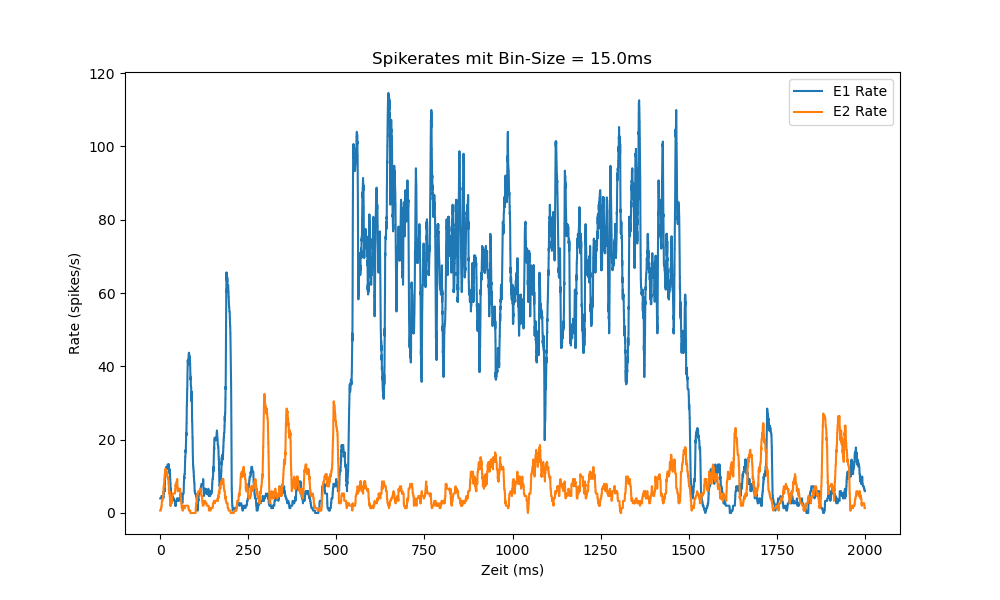 Spikerates mit Bin-Size = 15.0ms
E1 Rate
E2 Rate
Rate (spikes/s)
120
100
80
60
40
20
0
0 250 500 750 1000 1250 1500 1750 2000
Zeit (ms)